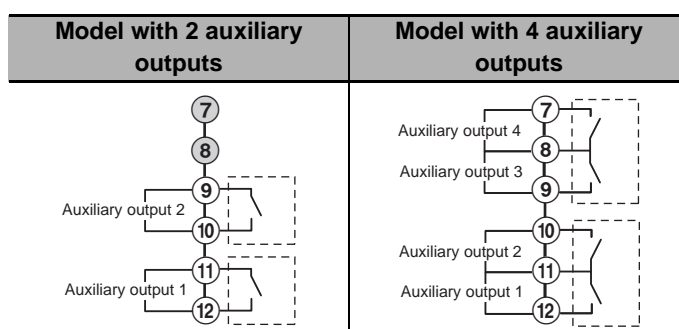 Model with 2 auxiliary
outputs
Model with 4 auxiliary
outputs
7
8
9
Auxiliary output 2
10
11
Auxiliary output 1
12
7
Auxiliary output 4
8
Auxiliary output 3
9
10
Auxiliary output 2
11
Auxiliary output 1
12